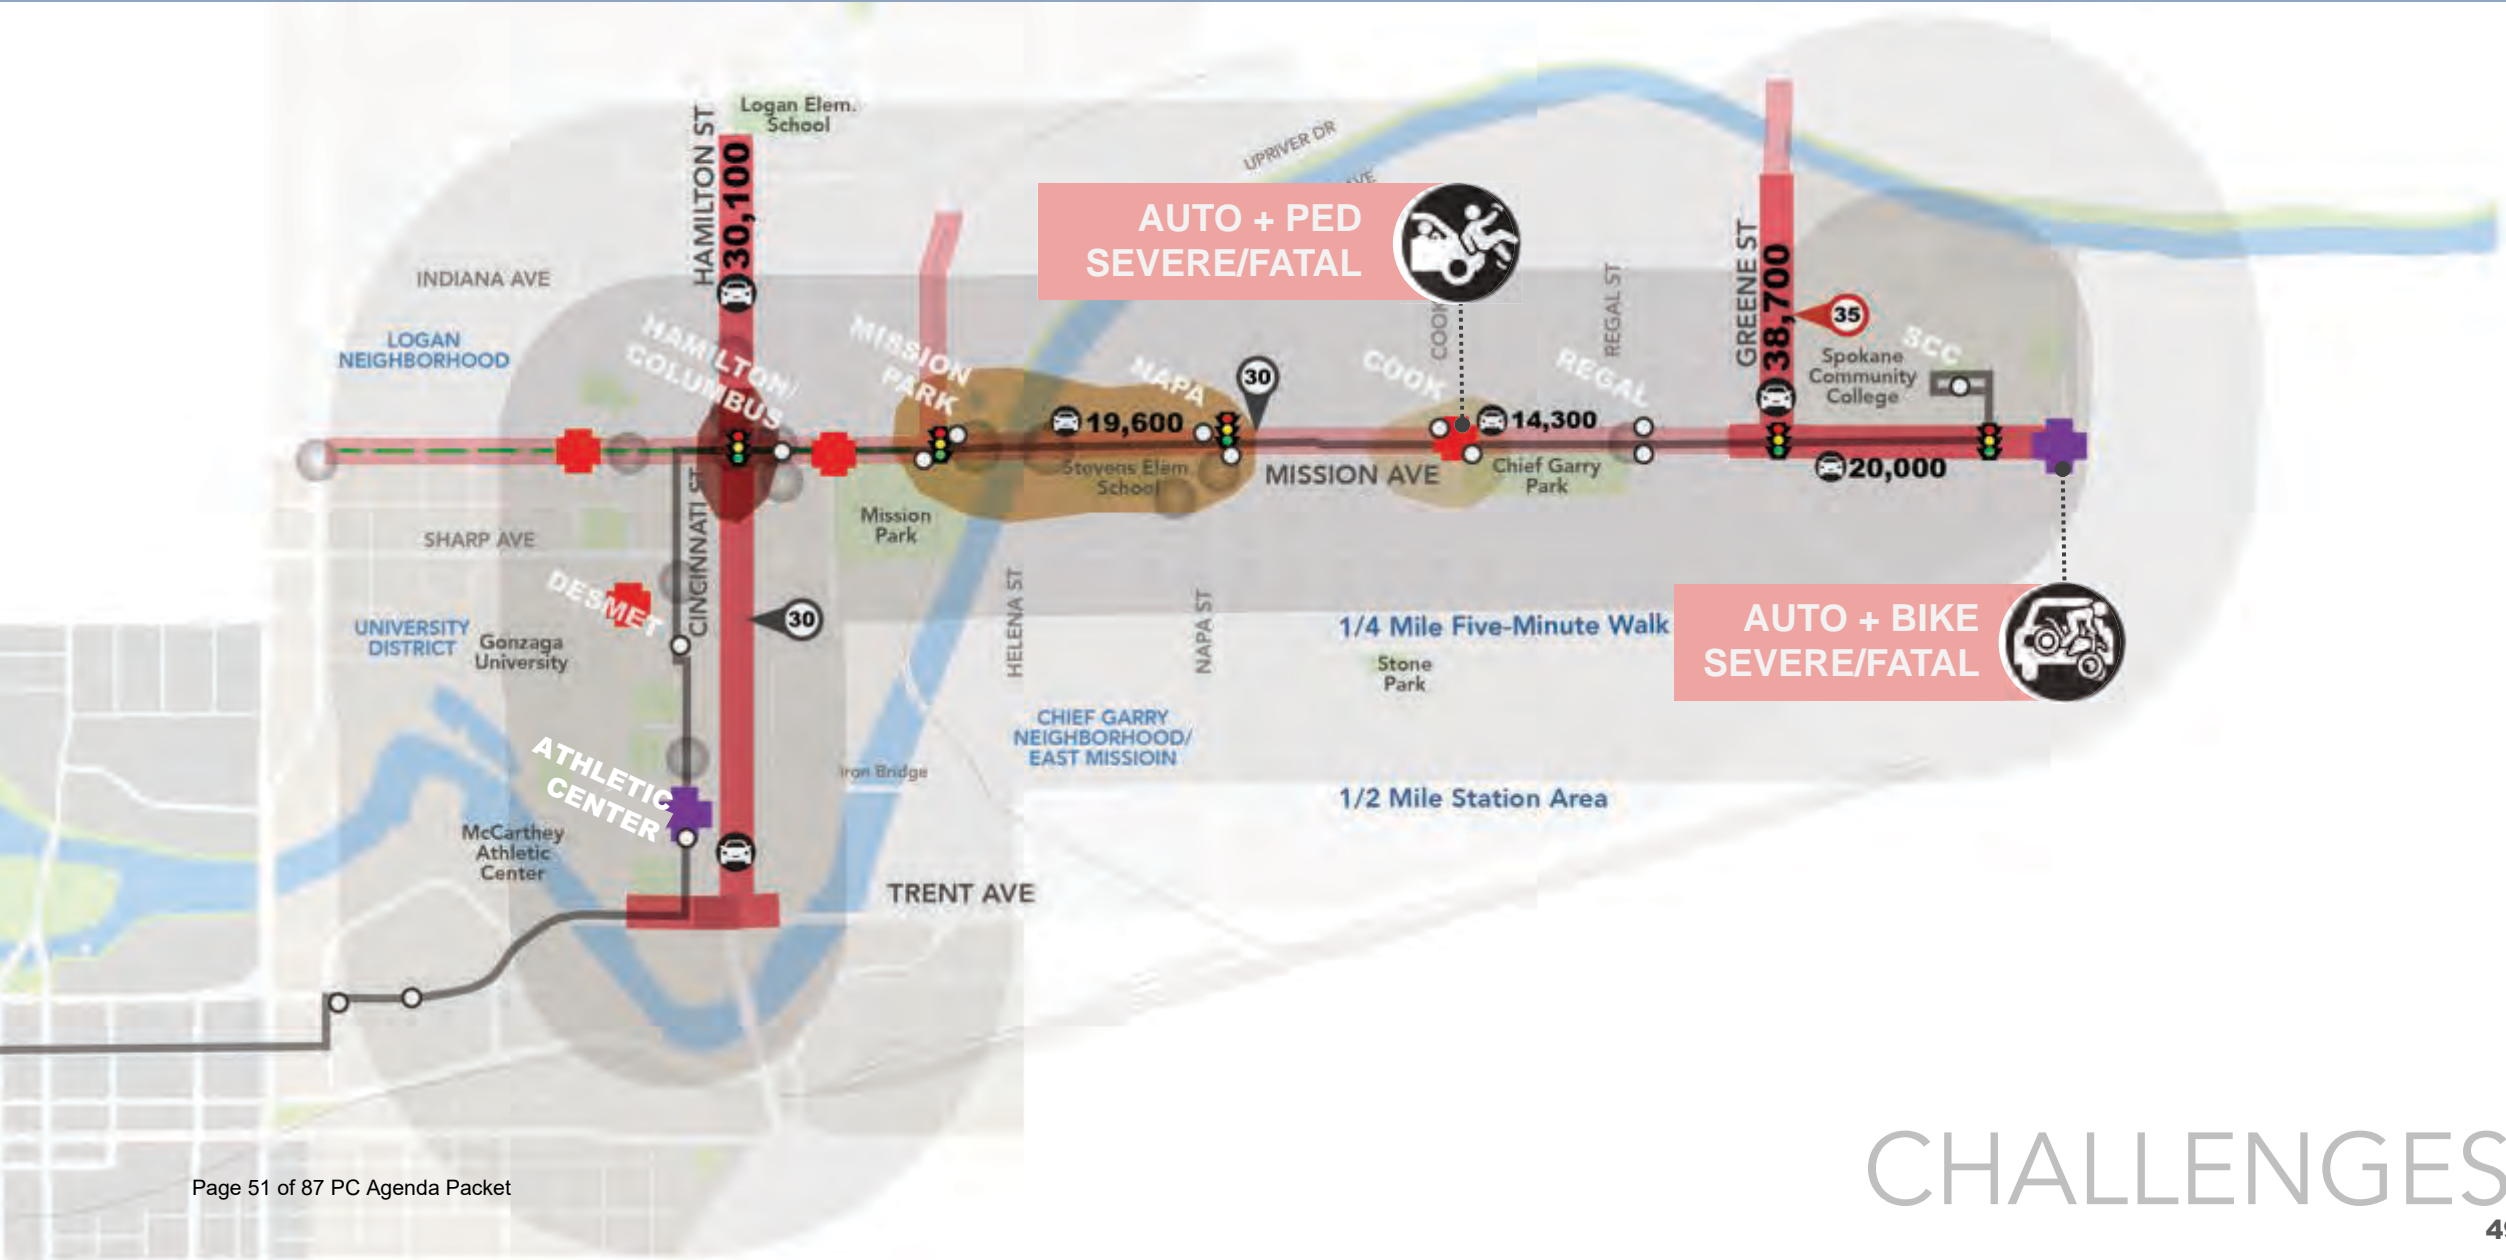 Logan Elem.
School
HAMILTON ST
30,100
UPRIVER DR
AVE
AUTO + PED
SEVERE/FATAL
INDIANA AVE
LOGAN
NEIGHBORHOOD
HAMILTON/
COLUMBUS
MISSION
PARK
NAPA
30
COOK
COOK
REGAL
REGAL ST
GREENE ST
38,700
35
SCC
Spokane
Community
College
19,600
14,300
20,000
Stevens Elem
School
MISSION AVE
Chief Garry
Park
Mission
Park
SHARP AVE
CINCINNATI ST
DESMET
30
UNIVERSITY
DISTRICT
Gonzaga
University
HELENA ST
NAPA ST
1/4 Mile Five-Minute Walk
Stone
Park
AUTO + BIKE
SEVERE/FATAL
CHIEF GARRY
NEIGHBORHOOD/
EAST MISSIOIN
ATHLETIC
CENTER
Iron Bridge
1/2 Mile Station Area
McCarthey
Athletic
Center
TRENT AVE
CHALLENGES
Page 51 of 87 PC Agenda Packet